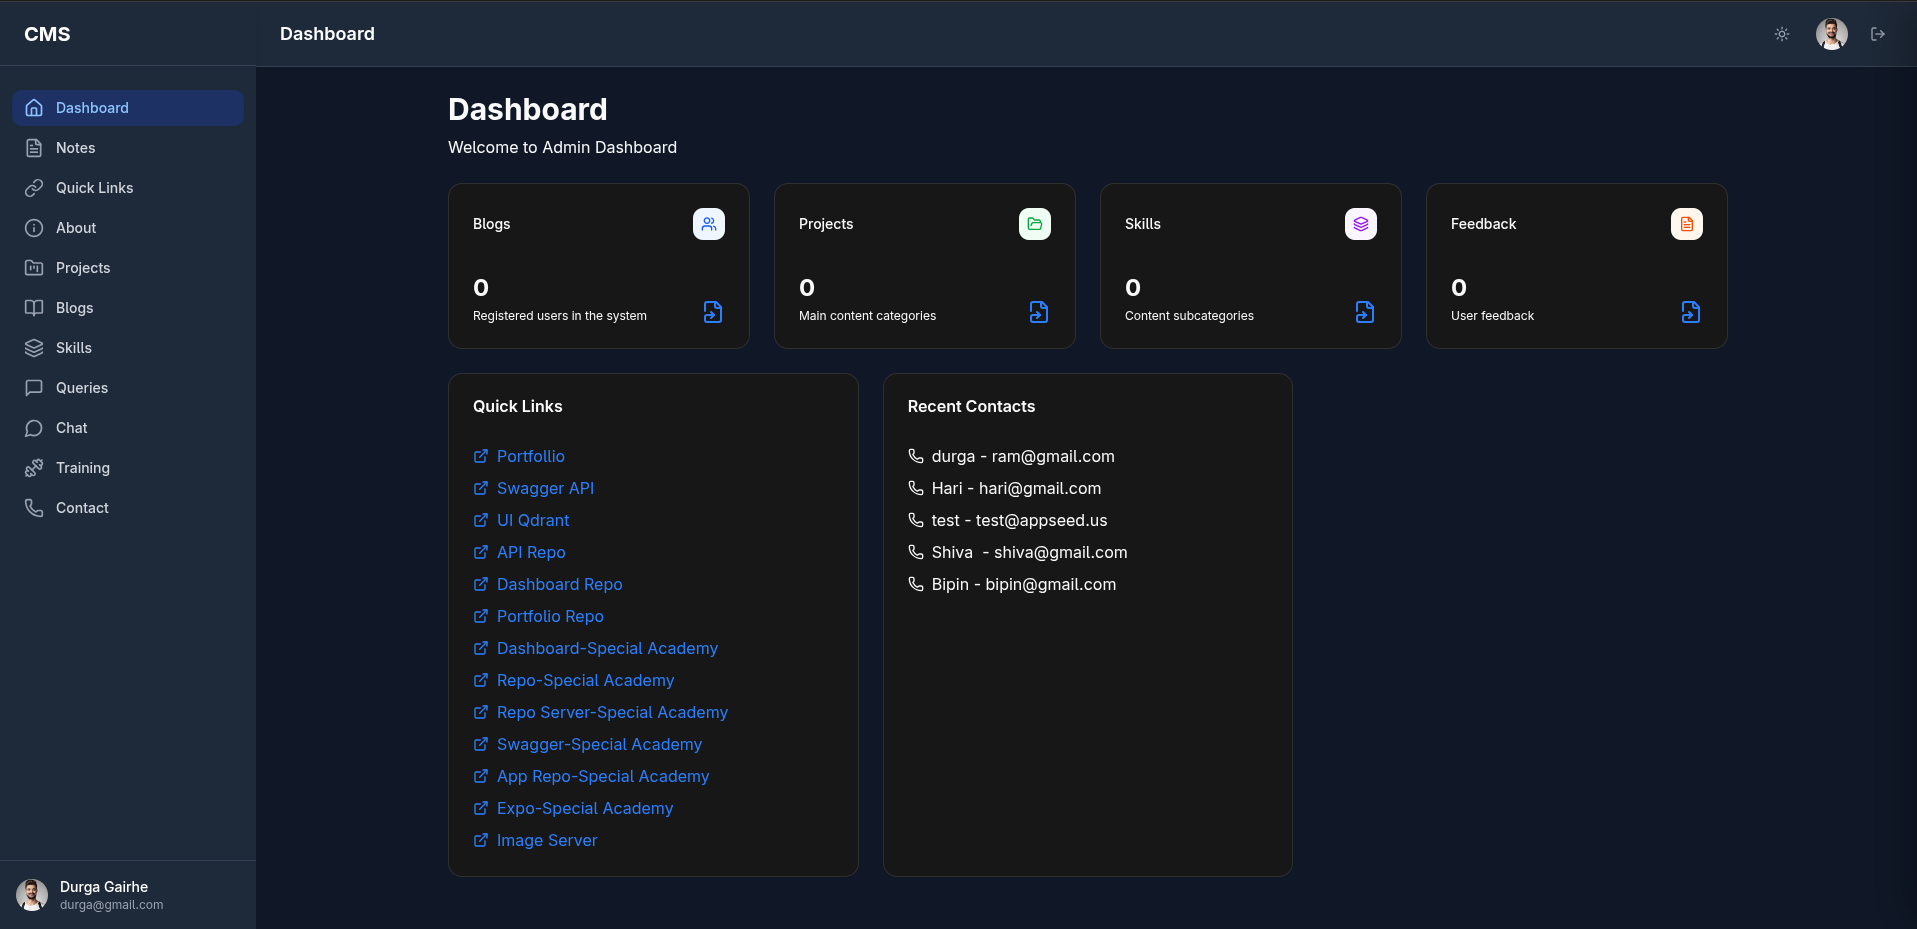 CMS
Dashboard
Dashboard
Notes
Quick Links
About
Projects
Blogs
Skills
Queries
Chat
Training
Contact
Durga Gairhe
durga@gmail.com
Dashboard
Welcome to Admin Dashboard
Blogs
0
Registered users in the system
Projects
0
Main content categories
Skills
0
Content subcategories
Feedback
0
User feedback
Quick Links
Portfollio
Swagger API
UI Qdrant
API Repo
Dashboard Repo
Portfolio Repo
Dashboard-Special Academy
Repo-Special Academy
Repo Server-Special Academy
Swagger-Special Academy
App Repo-Special Academy
Expo-Special Academy
Image Server
Recent Contacts
durga - ram@gmail.com
Hari - hari@gmail.com
test - test@appseed.us
Shiva  - shiva@gmail.com
Bipin - bipin@gmail.com